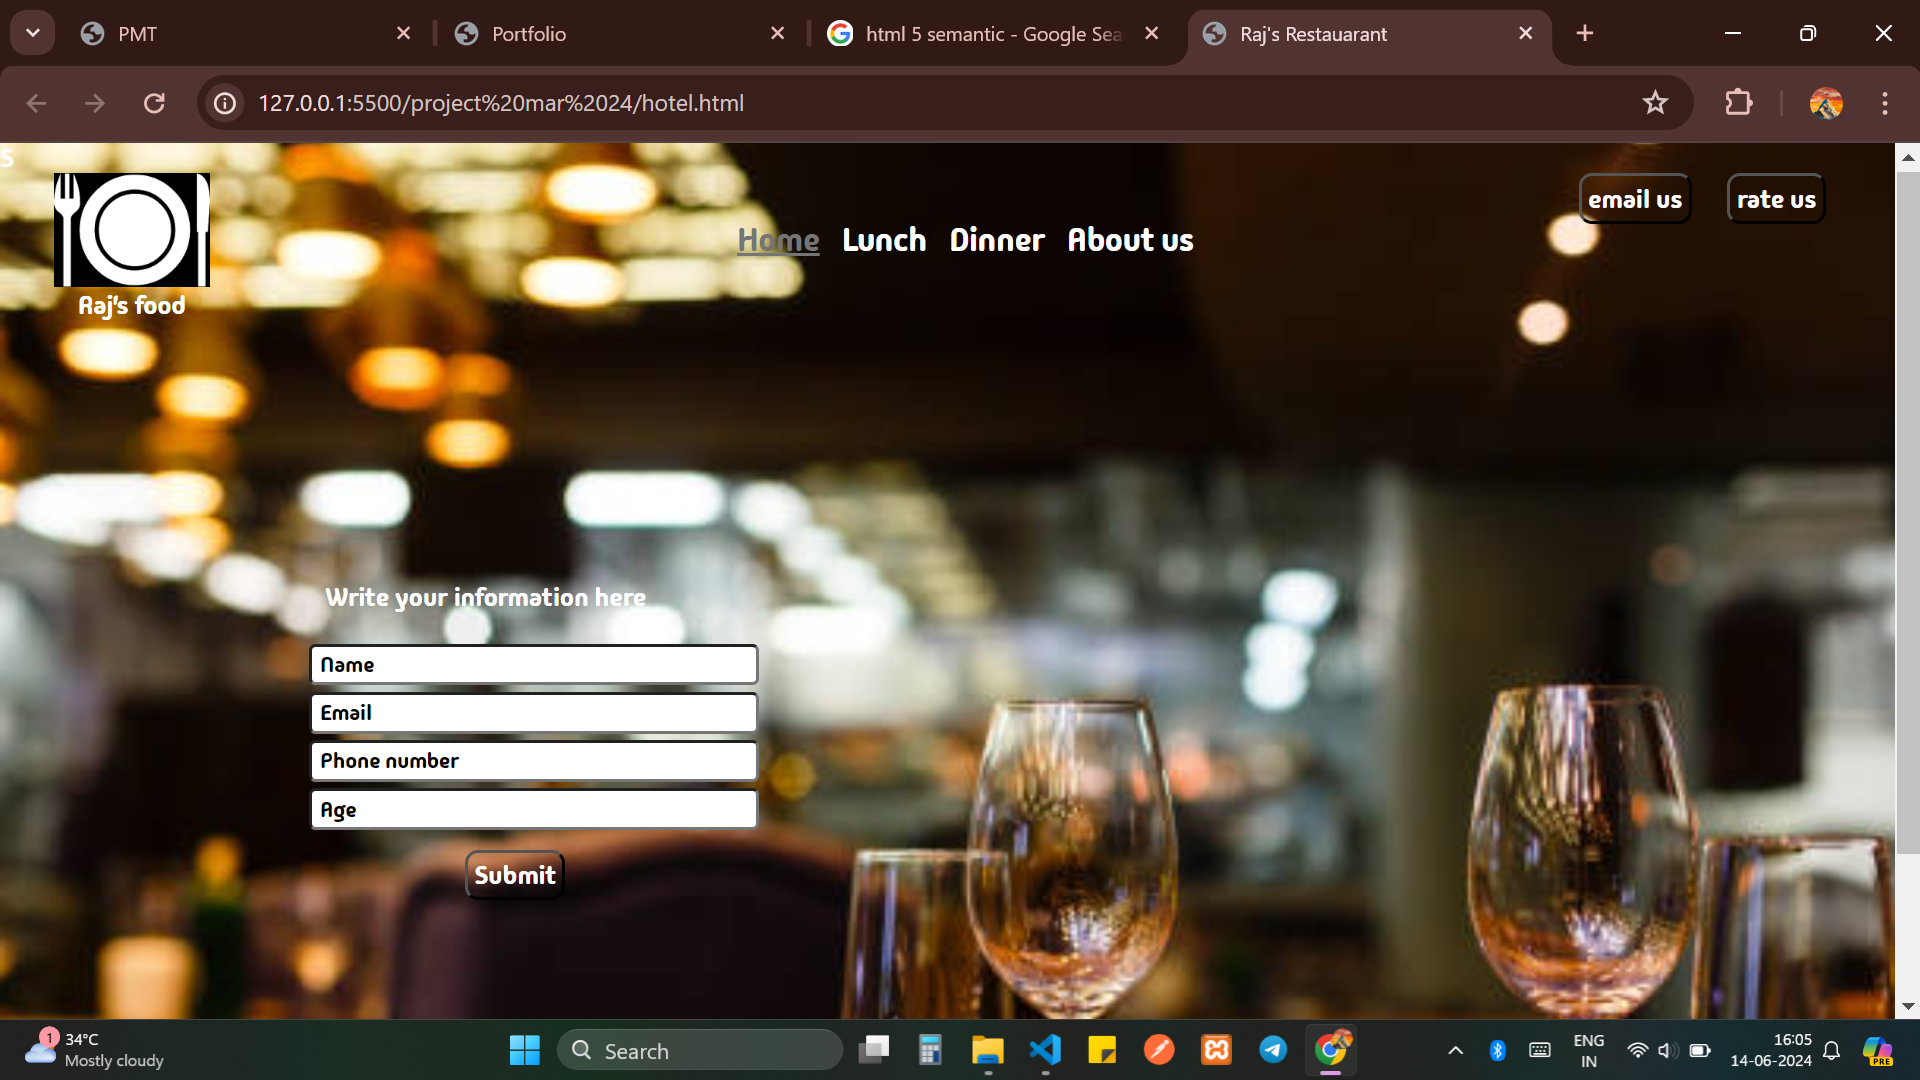 PMT
Portfolio
html 5 semantic - Google Sea
Raj's Restauarant
127.0.0.1:5500/project%20mar%2024/hotel.html
s
email us
rate us
Home Lunch Dinner About us
Raj's food
Write your information here
Name
Email
Phone number
Age
Submit
1
34°C
Mostly cloudy
Search
ENG
IN
16:05
14-06-2024
PRE